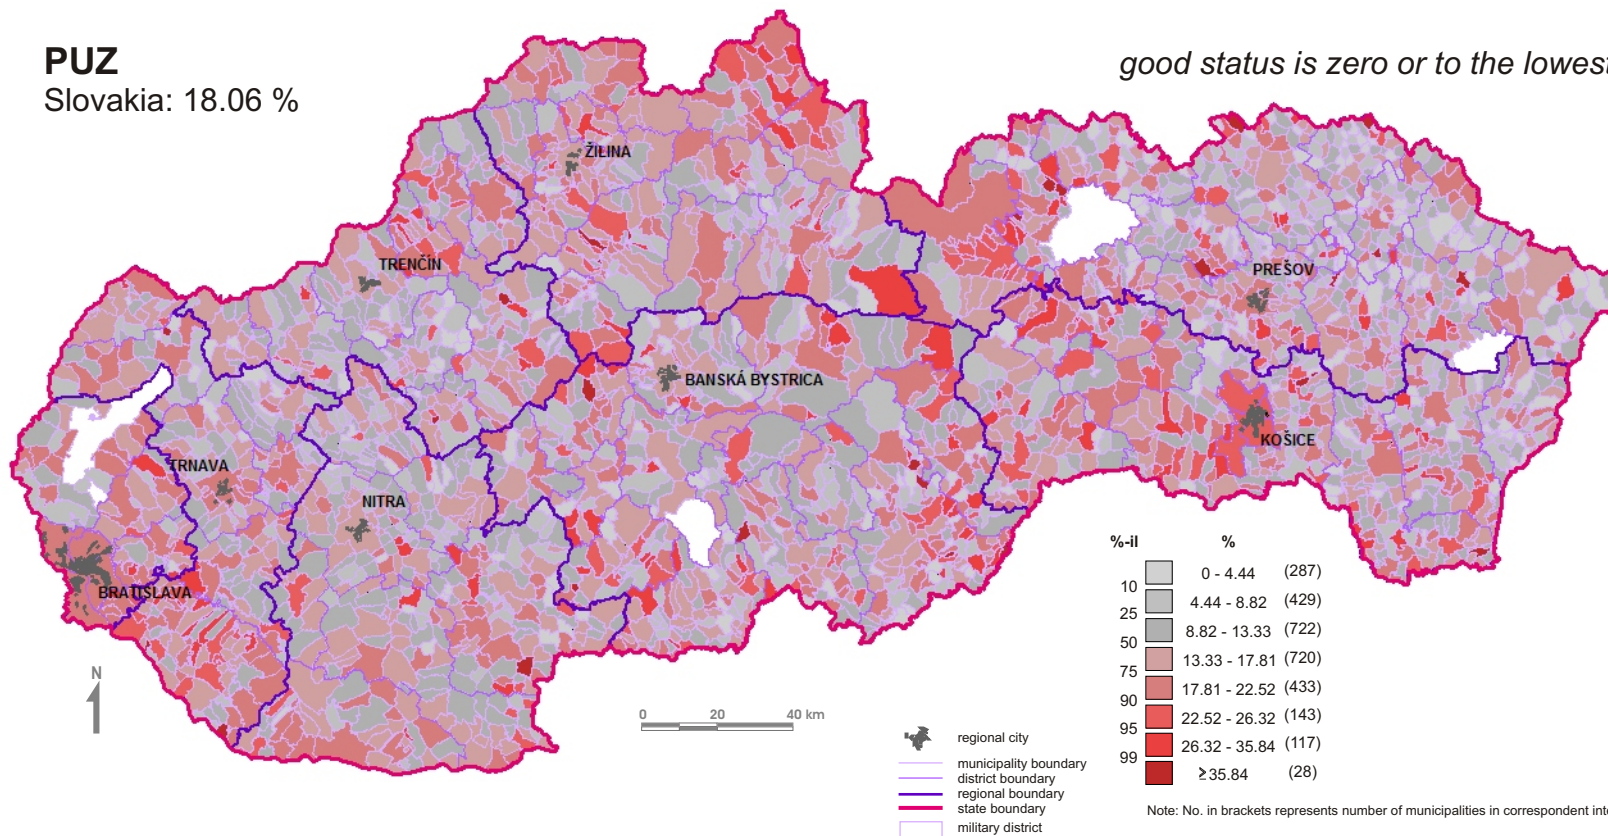 PUZ
Slovakia: 18.06 %
good status is zero or to the lowest
ŽILINA
TRENČÍN
PREŠOV
BANSKÁ BYSTRICA
KOŠICE
TRNAVA
NITRA
BRATISLAVA
N
0 20 40 km
regional city
municipality boundary
district boundary
regional boundary
state boundary
military district
%-il %
0 - 4.44 (287)
10
4.44 - 8.82 (429)
25
8.82 - 13.33 (722)
50
13.33 - 17.81 (720)
75
17.81 - 22.52 (433)
90
22.52 - 26.32 (143)
95
26.32 - 35.84 (117)
99
≥35.84 (28)
Note: No. in brackets represents number of municipalities in correspondent inte